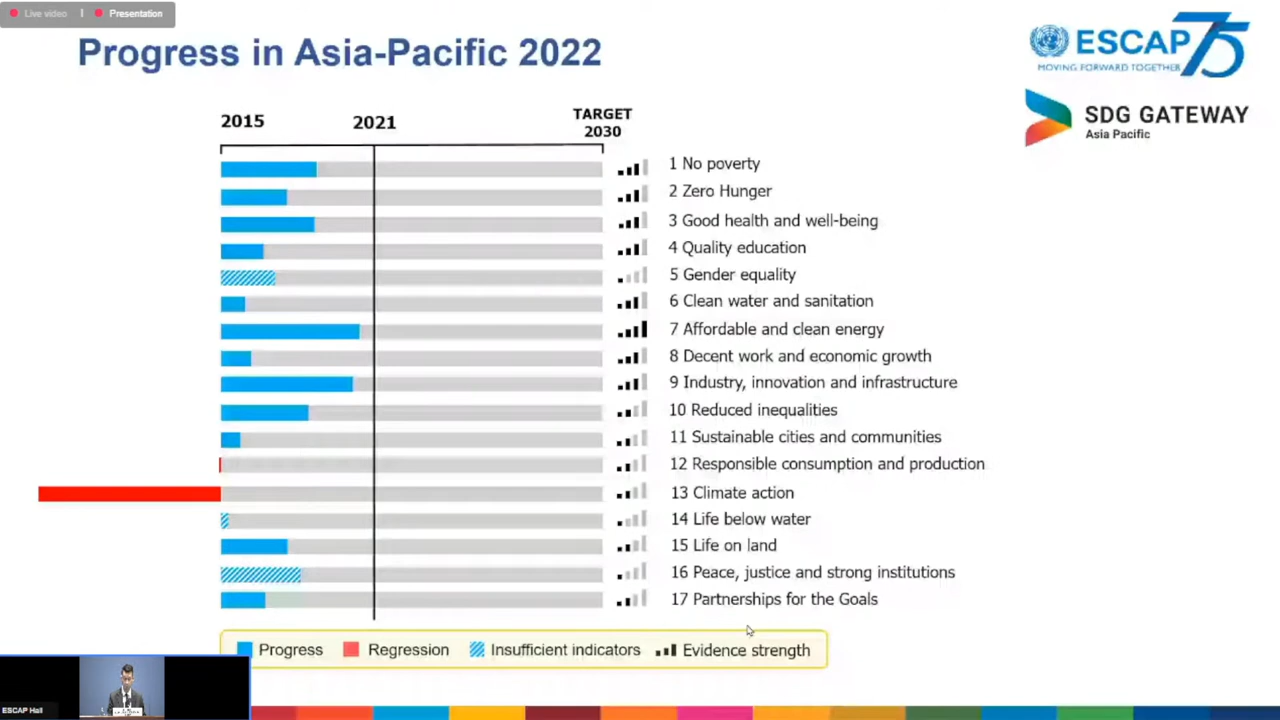 Live video | Presentation
Progress in Asia-Pacific 2022
ESCAP 75
MOVING FORWARD TOGETHER
SDG GATEWAY
Asia Pacific
2015
2021
TARGET
2030
1 No poverty
2 Zero Hunger
3 Good health and well-being
4 Quality education
5 Gender equality
6 Clean water and sanitation
7 Affordable and clean energy
8 Decent work and economic growth
9 Industry, innovation and infrastructure
10 Reduced inequalities
11 Sustainable cities and communities
12 Responsible consumption and production
13 Climate action
14 Life below water
15 Life on land
16 Peace, justice and strong institutions
17 Partnerships for the Goals
Progress Regression Insufficient indicators Evidence strength
ESCAP Hall